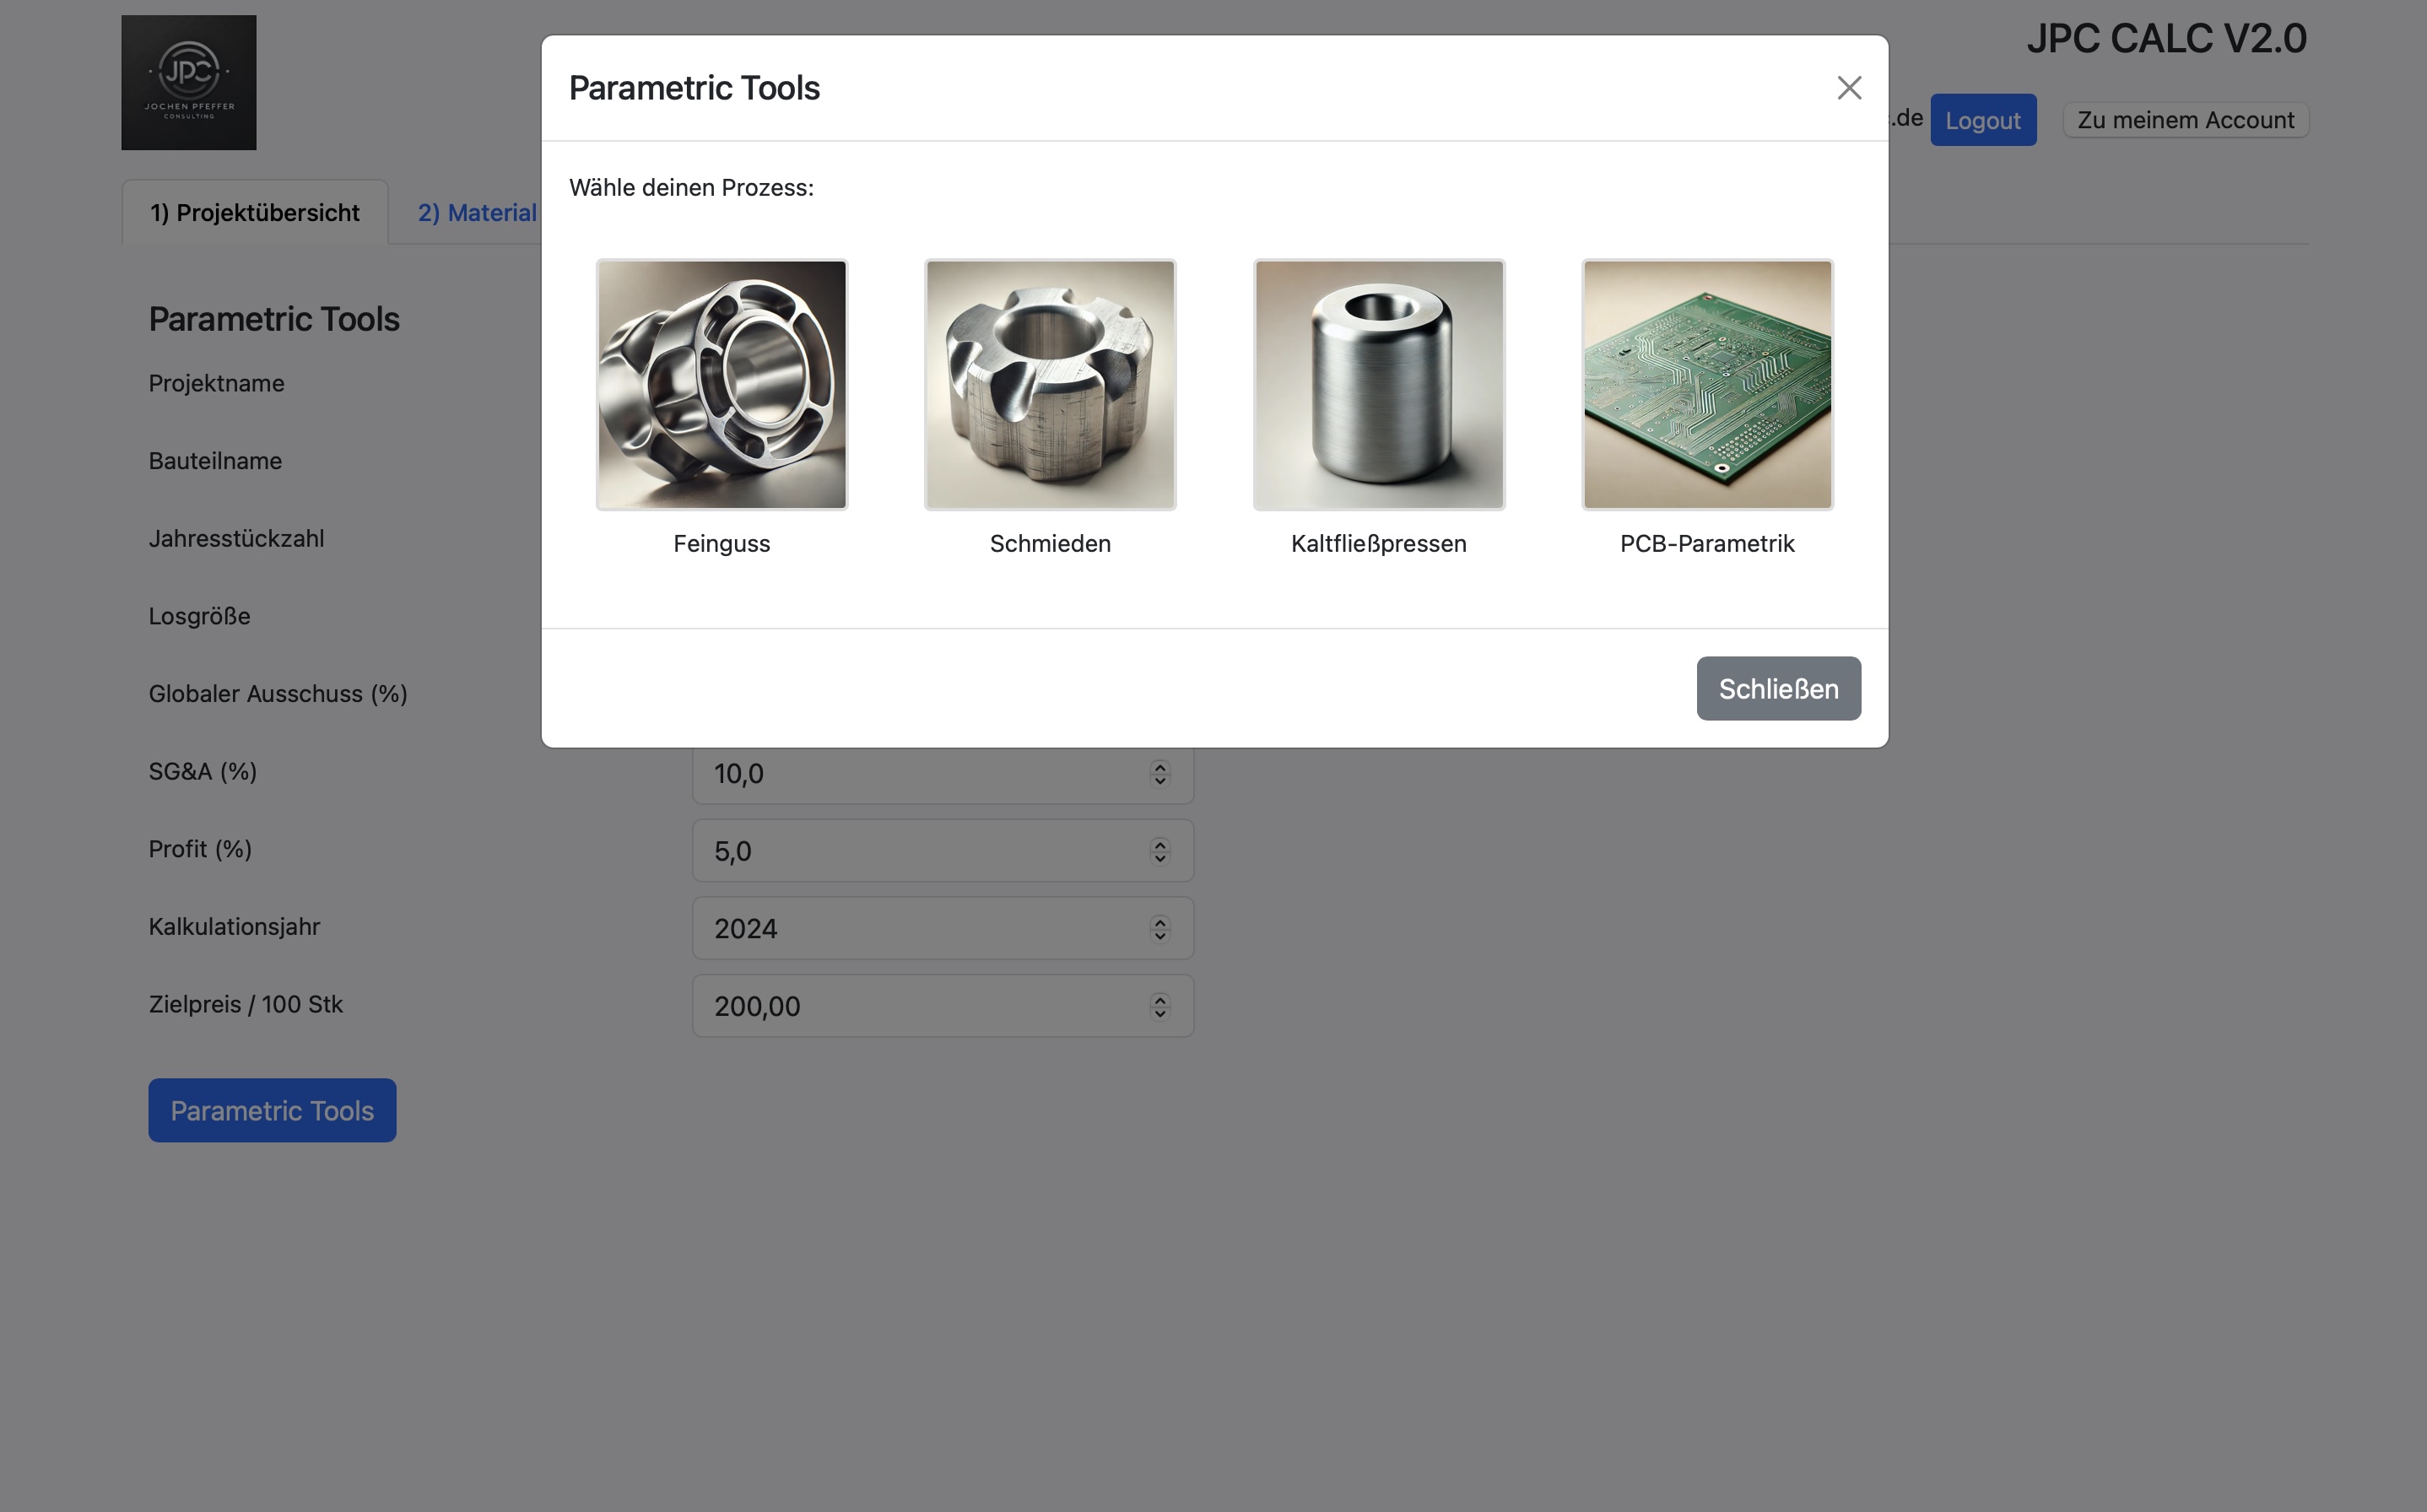 JPC
JOCHEN PFEFFER
CONSULTING
JPC CALC V2.0
.de
Logout
Zu meinem Account
1) Projektübersicht
2) Material
Parametric Tools
Wähle deinen Prozess:
Feinguss
Schmieden
Kaltfließpressen
PCB-Parametrik
Schließen
Parametric Tools
Projektname
Bauteilname
Jahresstückzahl
Losgröße
Globaler Ausschuss (%)
SG&A (%)
10,0
Profit (%)
5,0
Kalkulationsjahr
2024
Zielpreis / 100 Stk
200,00
Parametric Tools